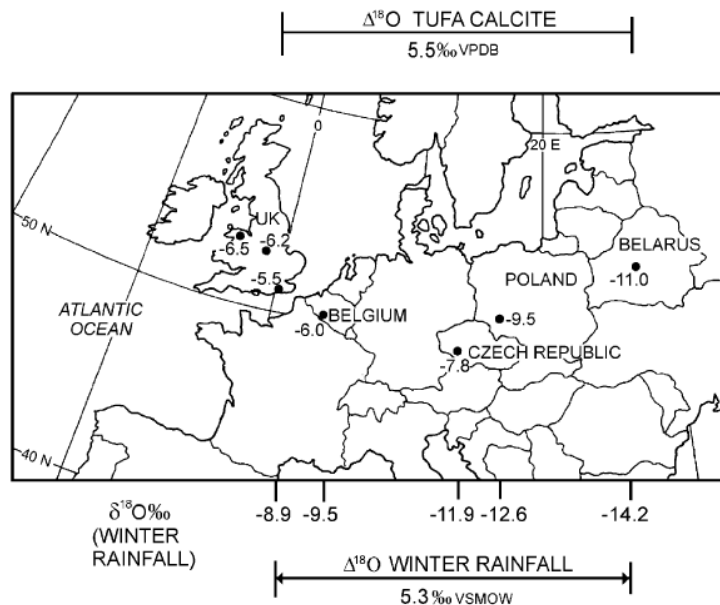 Δ¹⁸O TUFA CALCITE
5.5‰ VPDB
0
20 E
50 N
UK
-6.5
-6.2
-5.5
BELARUS
-11.0
POLAND
ATLANTIC
OCEAN
-6.0
BELGIUM
-9.5
CZECH REPUBLIC
-7.8
40 N
δ¹⁸O‰
(WINTER
RAINFALL)
-8.9 -9.5 -11.9 -12.6 -14.2
Δ¹⁸O WINTER RAINFALL
5.3‰ VSMOW